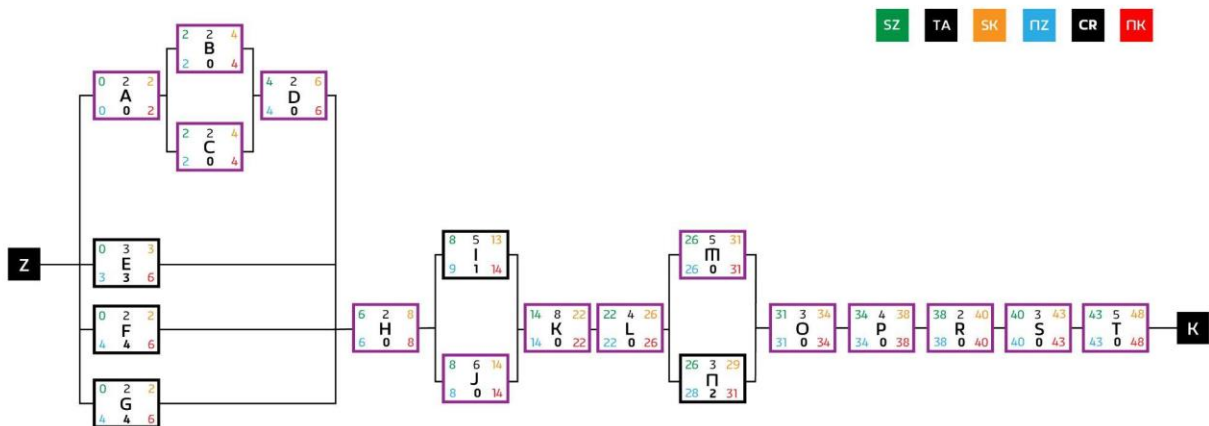 SZ TA SK NZ CR NK
2 2 4
B
2 0 4
0 2 2
A
0 0 2
4 2 6
D
4 0 6
2 2 4
C
2 0 4
Z
0 3 3
E
3 3 6
0 2 2
F
4 4 6
0 2 2
G
4 4 6
6 2 8
H
6 0 8
8 5 13
I
9 1 14
8 6 14
J
8 0 14
14 8 22
K
14 0 22
22 4 26
L
22 0 26
26 5 31
M
26 0 31
26 3 29
N
28 2 31
31 3 34
O
31 0 34
34 4 38
P
34 0 38
38 2 40
R
38 0 40
40 3 43
S
40 0 43
43 5 48
T
43 0 48
K